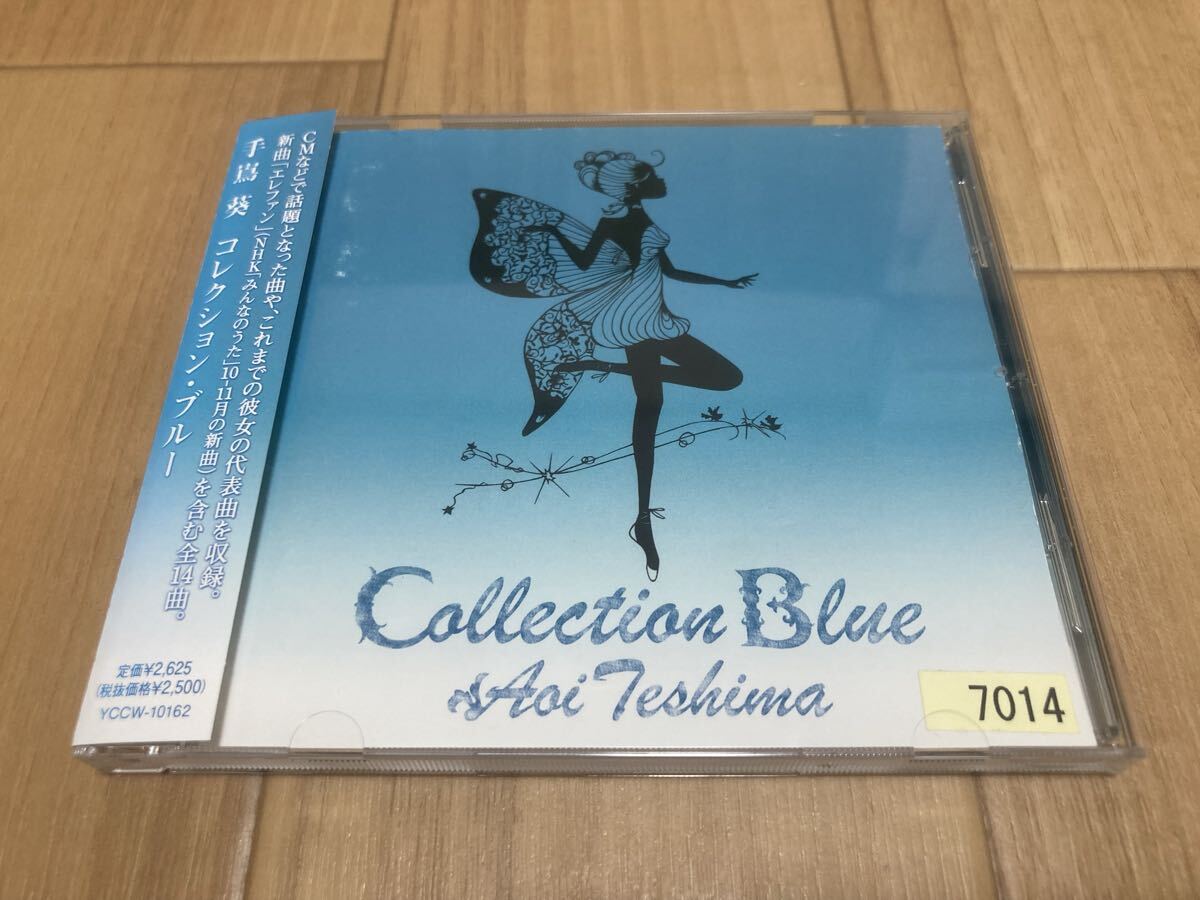 手嶌 葵 コレクション・ブルー
CMなどで話題となった曲や、これまでの彼女の代表曲を収録。
新曲「エレファン」(NHK「みんなのうた」10-11月の新曲)を含む全14曲。
定価¥2,625
(税抜価格¥2,500)
YCCW-10162
Collection Blue
Aoi Teshima
7014